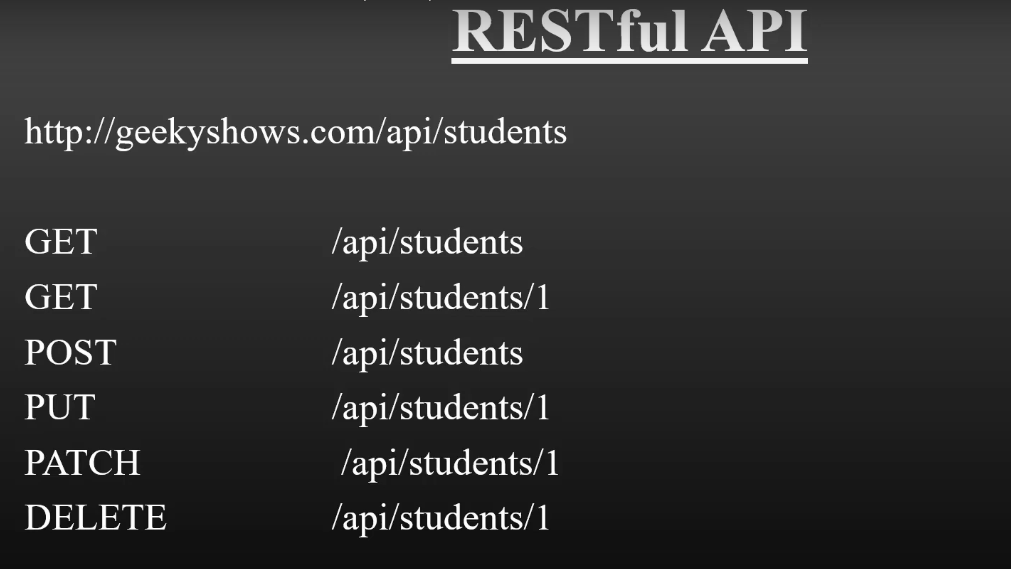 RESTful API
http://geekyshows.com/api/students
GET /api/students
GET /api/students/1
POST /api/students
PUT /api/students/1
PATCH /api/students/1
DELETE /api/students/1